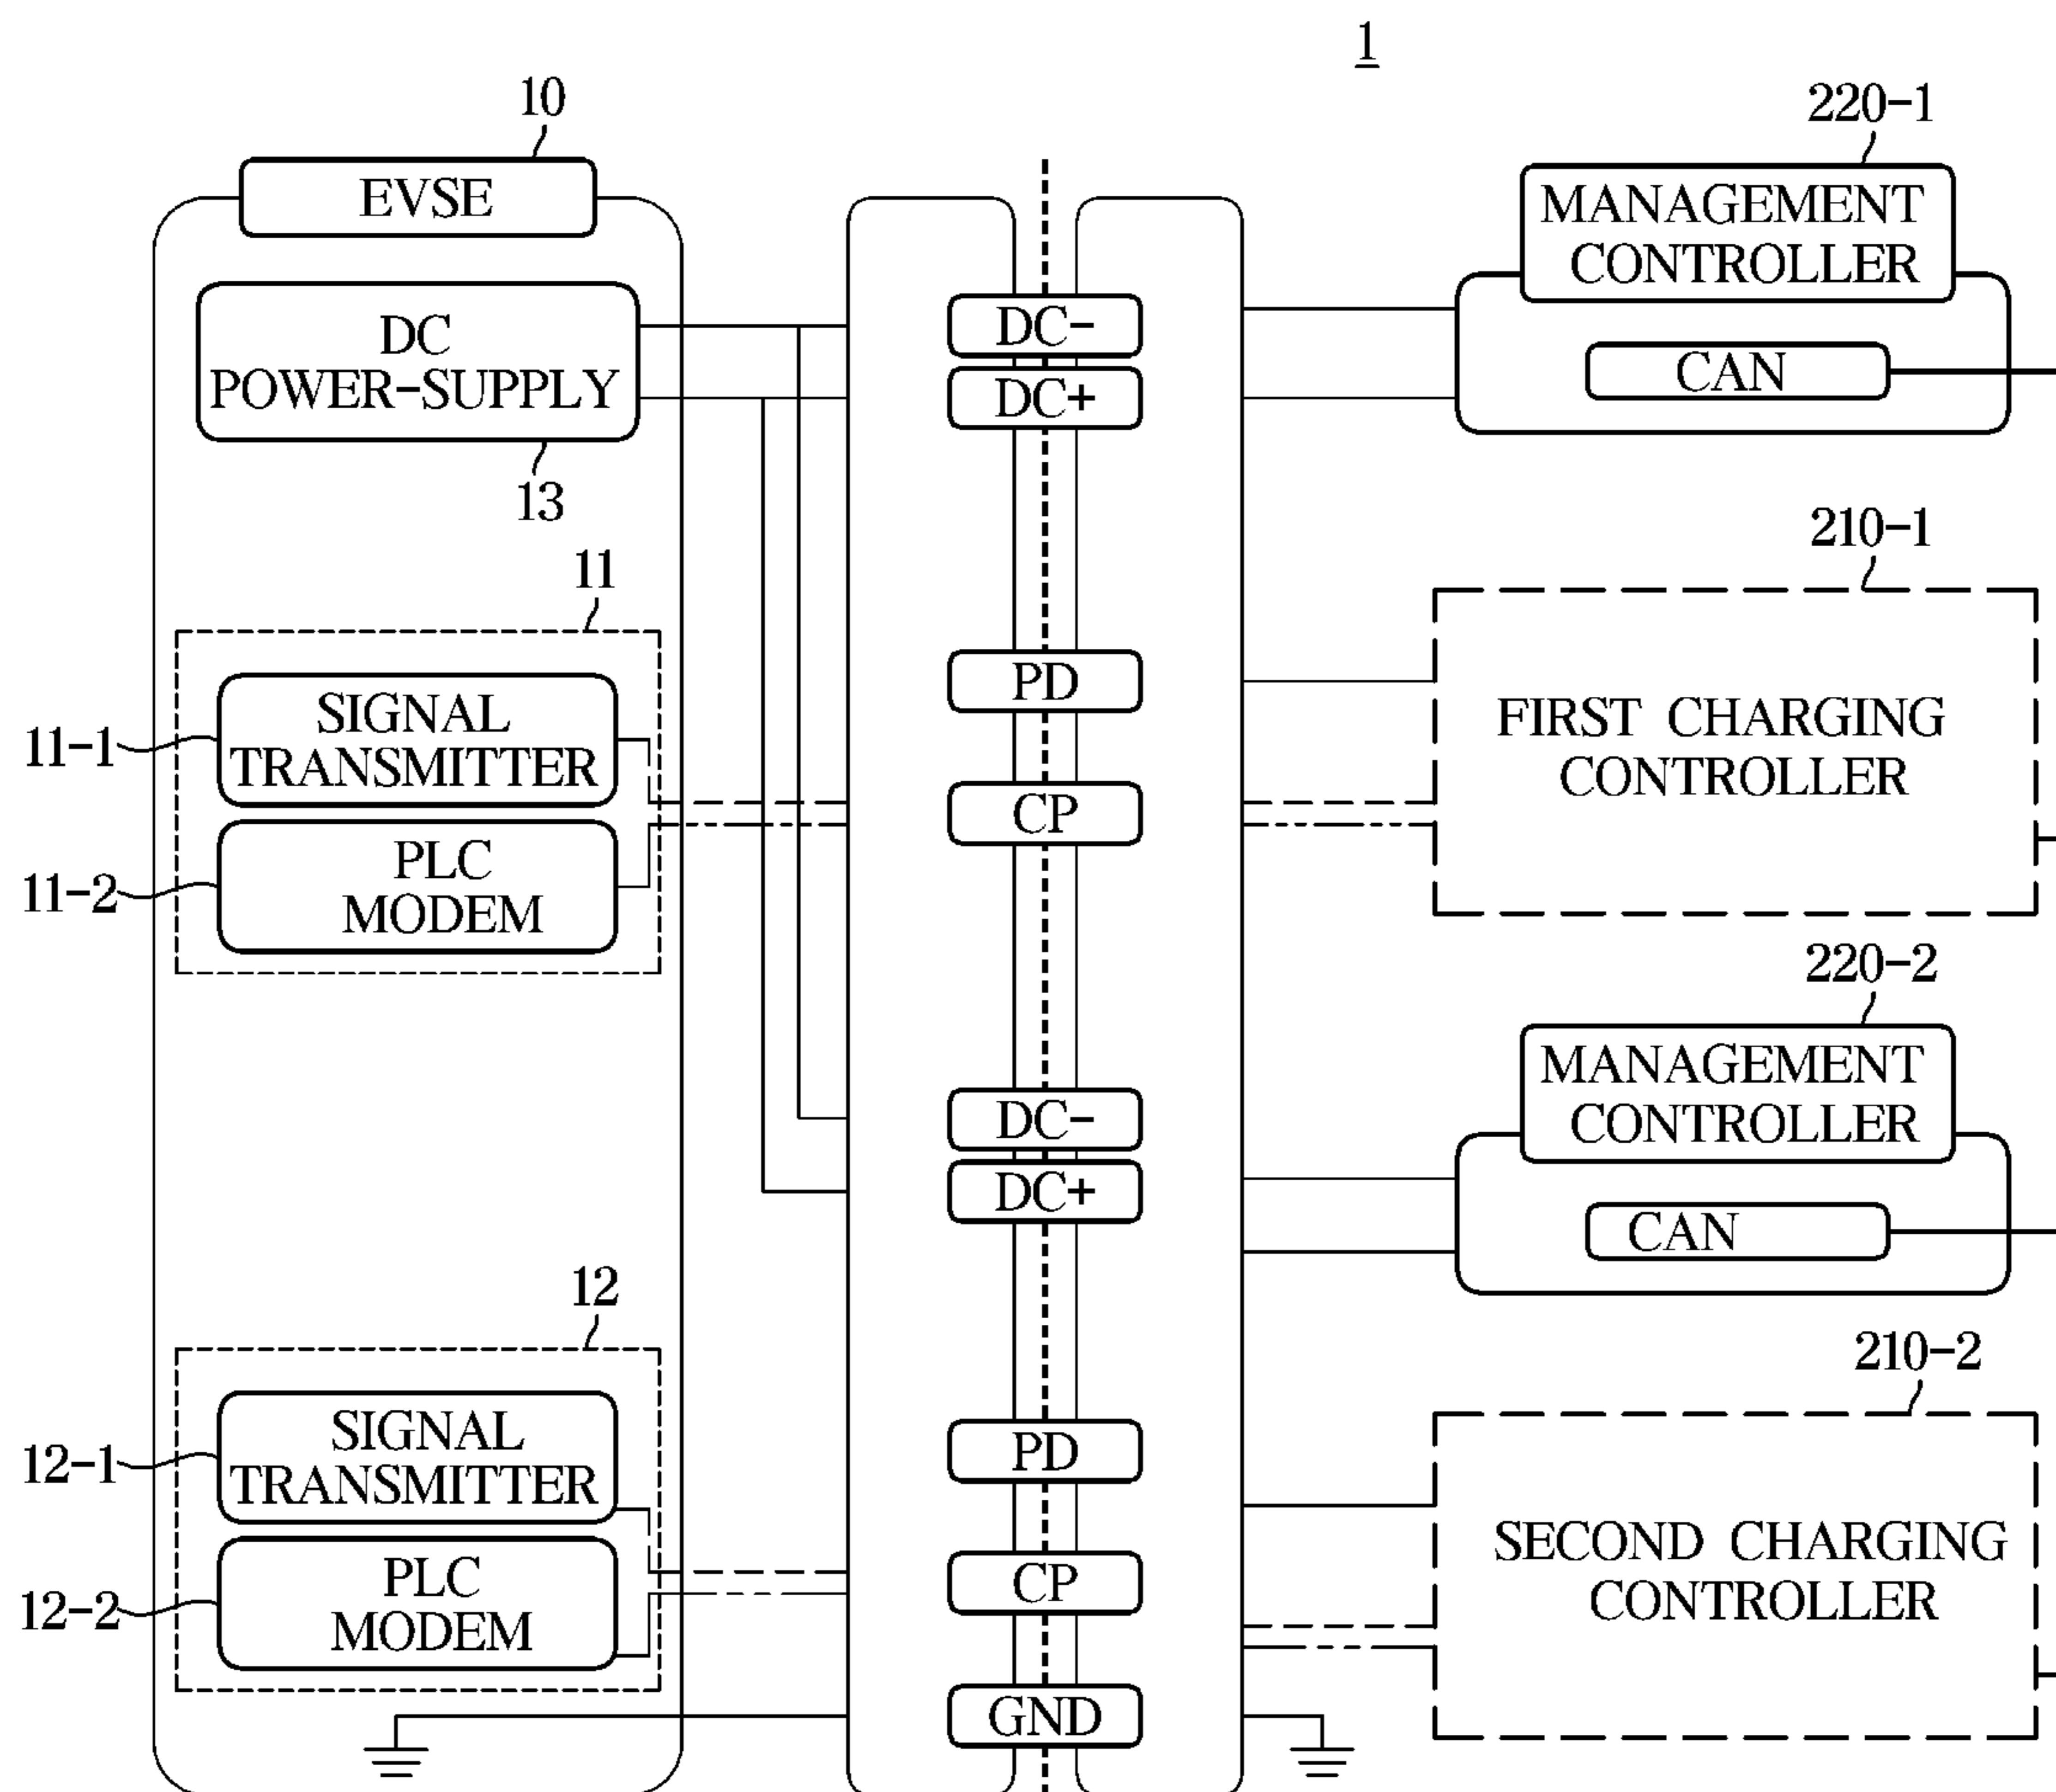 1
10
EVSE
DC
POWER-SUPPLY
13
11
11-1
SIGNAL
TRANSMITTER
11-2
PLC
MODEM
12
12-1
SIGNAL
TRANSMITTER
12-2
PLC
MODEM
DC-
DC+
PD
CP
DC-
DC+
PD
CP
GND
220-1
MANAGEMENT
CONTROLLER
CAN
210-1
FIRST CHARGING
CONTROLLER
220-2
MANAGEMENT
CONTROLLER
CAN
210-2
SECOND CHARGING
CONTROLLER